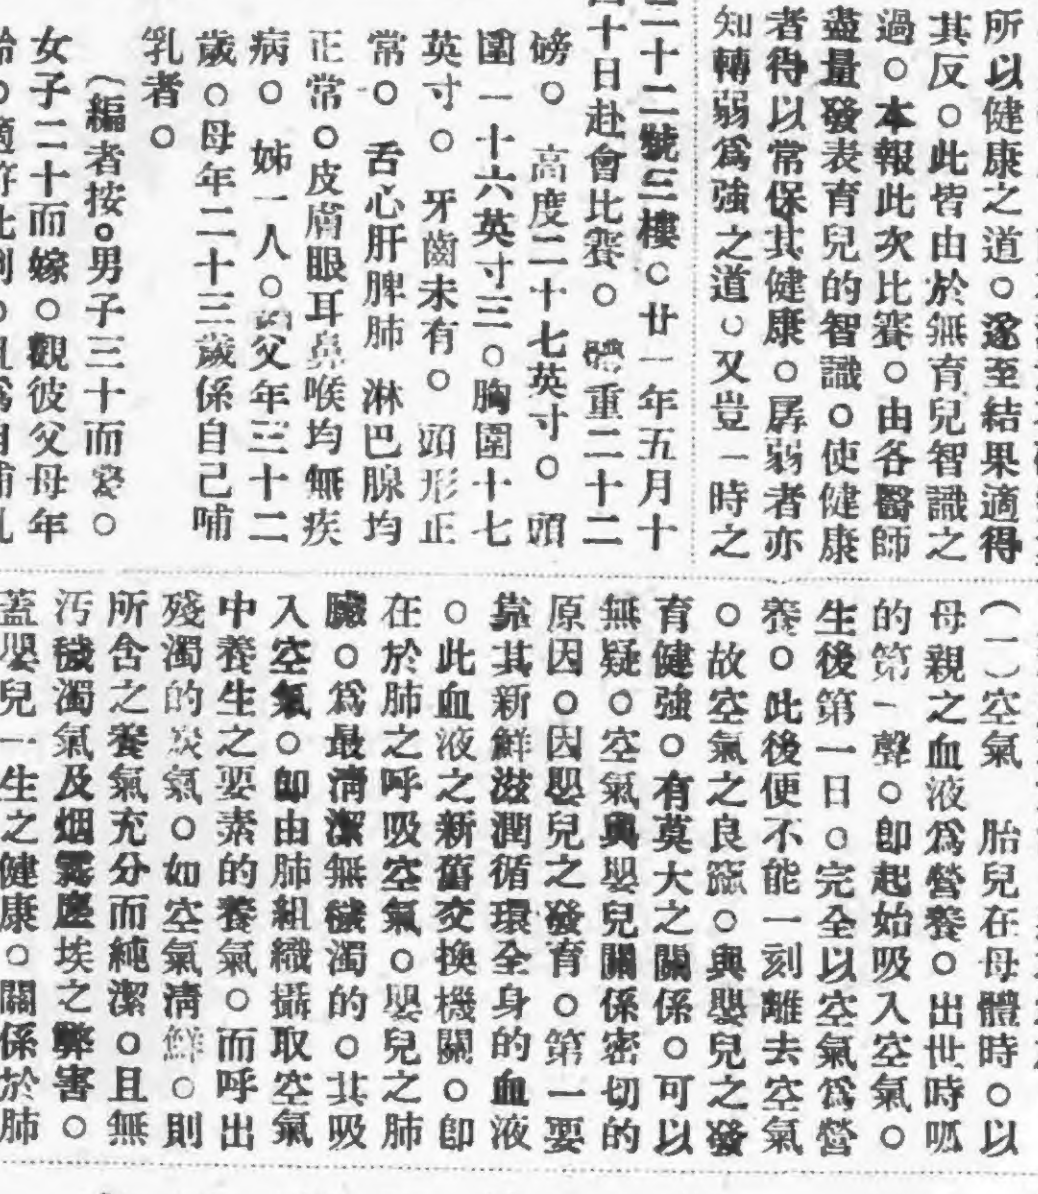 所以健康之道。遂至結果適得
其反。此皆由於無育兒智識之
過。本報此次比賽。由各醫師
盡量發表育兒的智識。使健康
者得以常保其健康。孱弱者亦
知轉弱爲強之道。又豈一時之
二十二號三樓。廿一年五月十
四十日赴會比賽。體重二十二
磅。高度二十七英寸。頭
圍一十六英寸三。胸圍十七
英寸。牙齒未有。頭形正
常。舌心肝脾肺淋巴腺均
正常。皮膚眼耳鼻喉均無疾
病。姊一人。父年三十二
歲。母年二十三歲係自己哺
乳者。
(編者按。男子三十而娶。
女子二十而嫁。觀彼父母年
齡。適符此例。
(一)空氣 胎兒在母體時。以
母親之血液爲營養。出世時呱
的第一聲。卽起始吸入空氣。
生後第一日。完全以空氣爲營
養。此後便不能一刻離去空氣
。故空氣之良窳。與嬰兒之發
育健強。有莫大之關係。可以
無疑。空氣與嬰兒關係密切的
原因。因嬰兒之發育。第一要
靠其新鮮滋潤循環全身的血液
。此血液之新舊交換機關。卽
在於肺之呼吸空氣。嬰兒之肺
臟。爲最清潔無穢濁的。其吸
入空氣。卽由肺組織攝取空氣
中養生之要素的養氣。而呼出
殘濁的炭氣。如空氣清鮮。則
所含之養氣充分而純潔。且無
汚穢濁氣及烟霧塵埃之弊害。
蓋嬰兒一生之健康。關係於肺